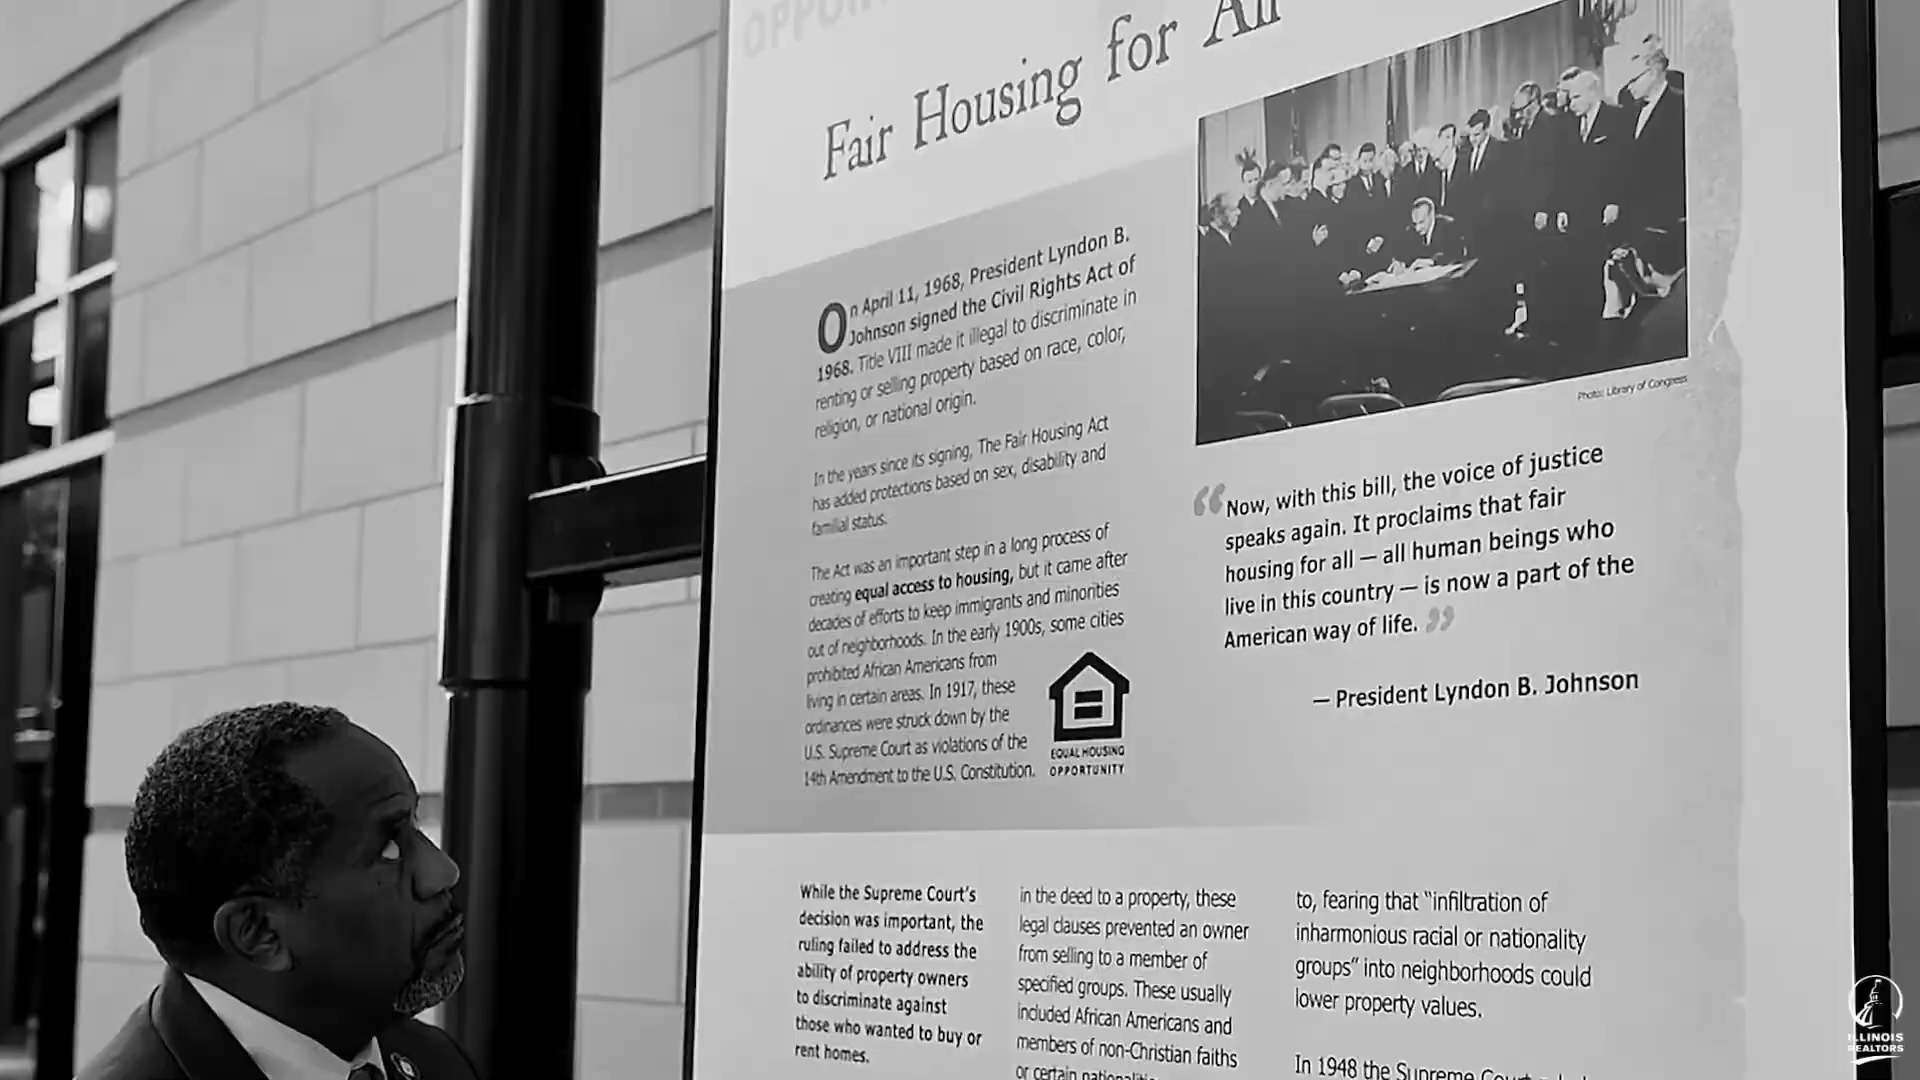 Fair Housing for All
On April 11, 1968, President Lyndon B.
Johnson signed the Civil Rights Act of
1968. Title VIII made it illegal to discriminate in
renting or selling property based on race, color,
religion, or national origin.
In the years since its signing, The Fair Housing Act
has added protections based on sex, disability and
familial status.
The Act was an important step in a long process of
creating equal access to housing, but it came after
decades of efforts to keep immigrants and minorities
out of neighborhoods. In the early 1900s, some cities
prohibited African Americans from
living in certain areas. In 1917, these
ordinances were struck down by the
U.S. Supreme Court as violations of the
14th Amendment to the U.S. Constitution.
EQUAL HOUSING
OPPORTUNITY
Photo: Library of Congress
“Now, with this bill, the voice of justice
speaks again. It proclaims that fair
housing for all — all human beings who
live in this country — is now a part of the
American way of life.”
— President Lyndon B. Johnson
While the Supreme Court's
decision was important, the
ruling failed to address the
ability of property owners
to discriminate against
those who wanted to buy or
rent homes.
in the deed to a property, these
legal clauses prevented an owner
from selling to a member of
specified groups. These usually
included African Americans and
members of non-Christian faiths
or certain
to, fearing that “infiltration of
inharmonious racial or nationality
groups” into neighborhoods could
lower property values.
In 1948 the Supreme Court
ILLINOIS
REALTORS